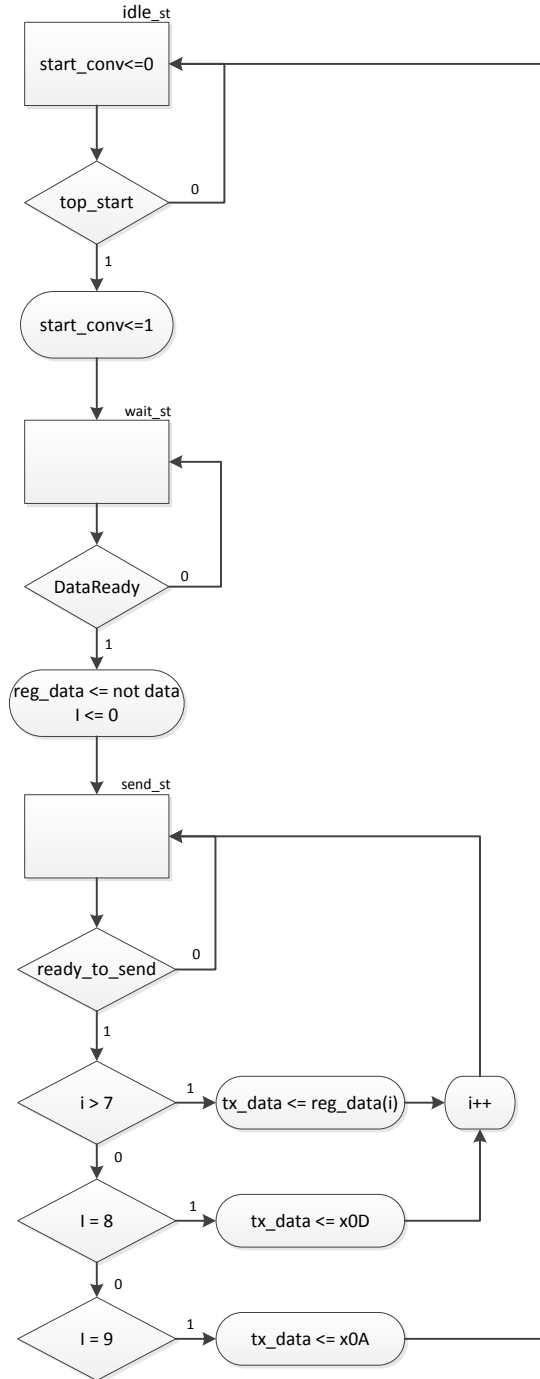 idle_st
start_conv<=0
top_start
0
1
start_conv<=1
wait_st
DataReady
0
1
reg_data <= not data
I <= 0
send_st
ready_to_send
0
1
i > 7
1
tx_data <= reg_data(i)
i++
0
I = 8
1
tx_data <= x0D
0
I = 9
1
tx_data <= x0A